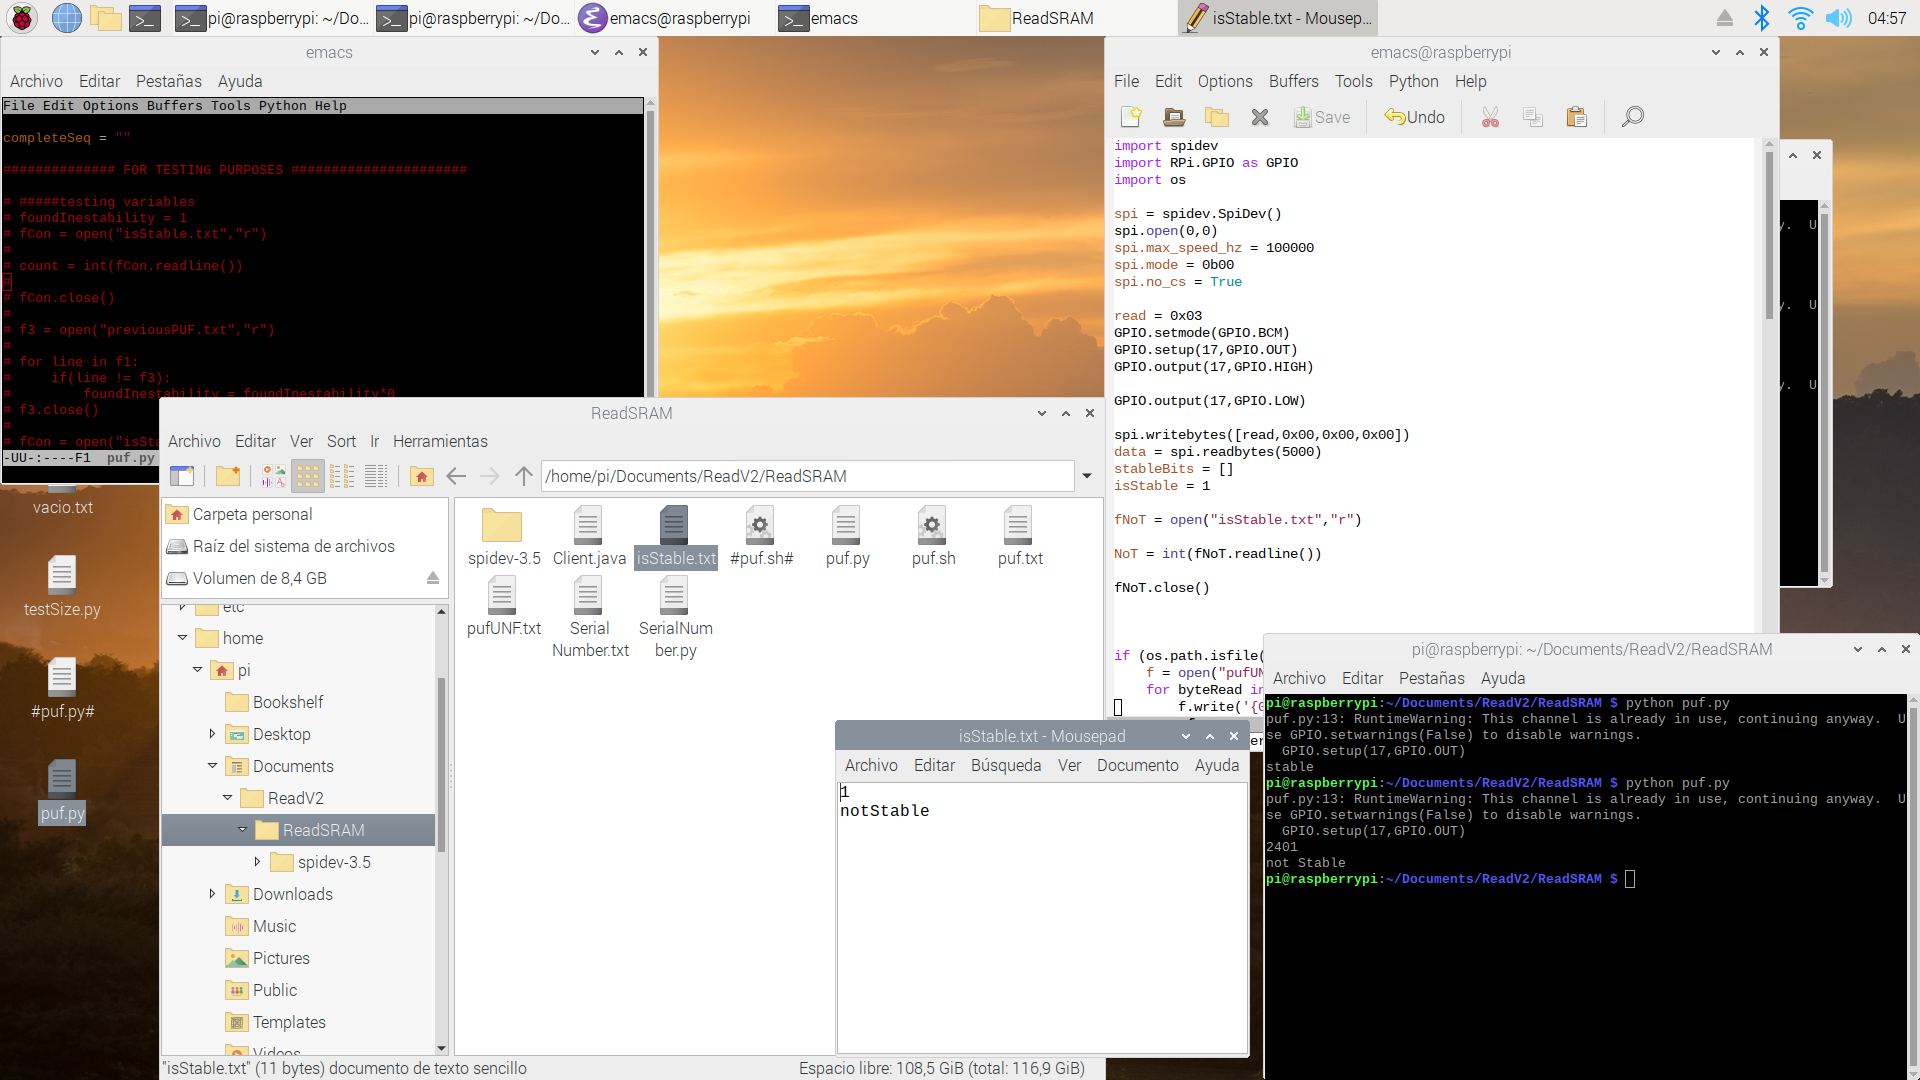 pi@raspberrypi: ~/Do...
pi@raspberrypi: ~/Do...
emacs@raspberrypi
emacs
ReadSRAM
isStable.txt - Mousep...
04:57
emacs
Archivo Editar Pestañas Ayuda
File Edit Options Buffers Tools Python Help
completeSeq = ""
############## FOR TESTING PURPOSES ######################
# #####testing variables
# foundInestability = 1
# fCon = open("isStable.txt","r")
#
# count = int(fCon.readline())
#
# fCon.close()
#
# f3 = open("previousPUF.txt","r")
#
# for line in f1:
#     if(line != f3):
#         foundInestability = foundInestability*0
# f3.close()
#
# fCon = open("isSta
-UU-:----F1 puf.py
vacio.txt
testSize.py
#puf.py#
puf.py
ReadSRAM
Archivo Editar Ver Sort Ir Herramientas
/home/pi/Documents/ReadV2/ReadSRAM
Carpeta personal
Raíz del sistema de archivos
Volumen de 8,4 GB
etc
home
pi
Bookshelf
Desktop
Documents
ReadV2
ReadSRAM
spidev-3.5
Downloads
Music
Pictures
Public
Templates
Videos
spidev-3.5 Client.java isStable.txt #puf.sh# puf.py puf.sh puf.txt
pufUNF.txt Serial Number.txt SerialNumber.py
"isStable.txt" (11 bytes) documento de texto sencillo
Espacio libre: 108,5 GiB (total: 116,9 GiB)
isStable.txt - Mousepad
Archivo Editar Búsqueda Ver Documento Ayuda
1
notStable
emacs@raspberrypi
File Edit Options Buffers Tools Python Help
Save Undo
import spidev
import RPi.GPIO as GPIO
import os
spi = spidev.SpiDev()
spi.open(0,0)
spi.max_speed_hz = 100000
spi.mode = 0b00
spi.no_cs = True
read = 0x03
GPIO.setmode(GPIO.BCM)
GPIO.setup(17,GPIO.OUT)
GPIO.output(17,GPIO.HIGH)
GPIO.output(17,GPIO.LOW)
spi.writebytes([read,0x00,0x00,0x00])
data = spi.readbytes(5000)
stableBits = []
isStable = 1
fNoT = open("isStable.txt","r")
NoT = int(fNoT.readline())
fNoT.close()
if (os.path.isfile(
f = open("pufUN
for byteRead in
f.write('{0
y. U
y. U
y. U
pi@raspberrypi: ~/Documents/ReadV2/ReadSRAM
Archivo Editar Pestañas Ayuda
pi@raspberrypi:~/Documents/ReadV2/ReadSRAM $ python puf.py
puf.py:13: RuntimeWarning: This channel is already in use, continuing anyway.  U
se GPIO.setwarnings(False) to disable warnings.
  GPIO.setup(17,GPIO.OUT)
stable
pi@raspberrypi:~/Documents/ReadV2/ReadSRAM $ python puf.py
puf.py:13: RuntimeWarning: This channel is already in use, continuing anyway.  U
se GPIO.setwarnings(False) to disable warnings.
  GPIO.setup(17,GPIO.OUT)
2401
not Stable
pi@raspberrypi:~/Documents/ReadV2/ReadSRAM $